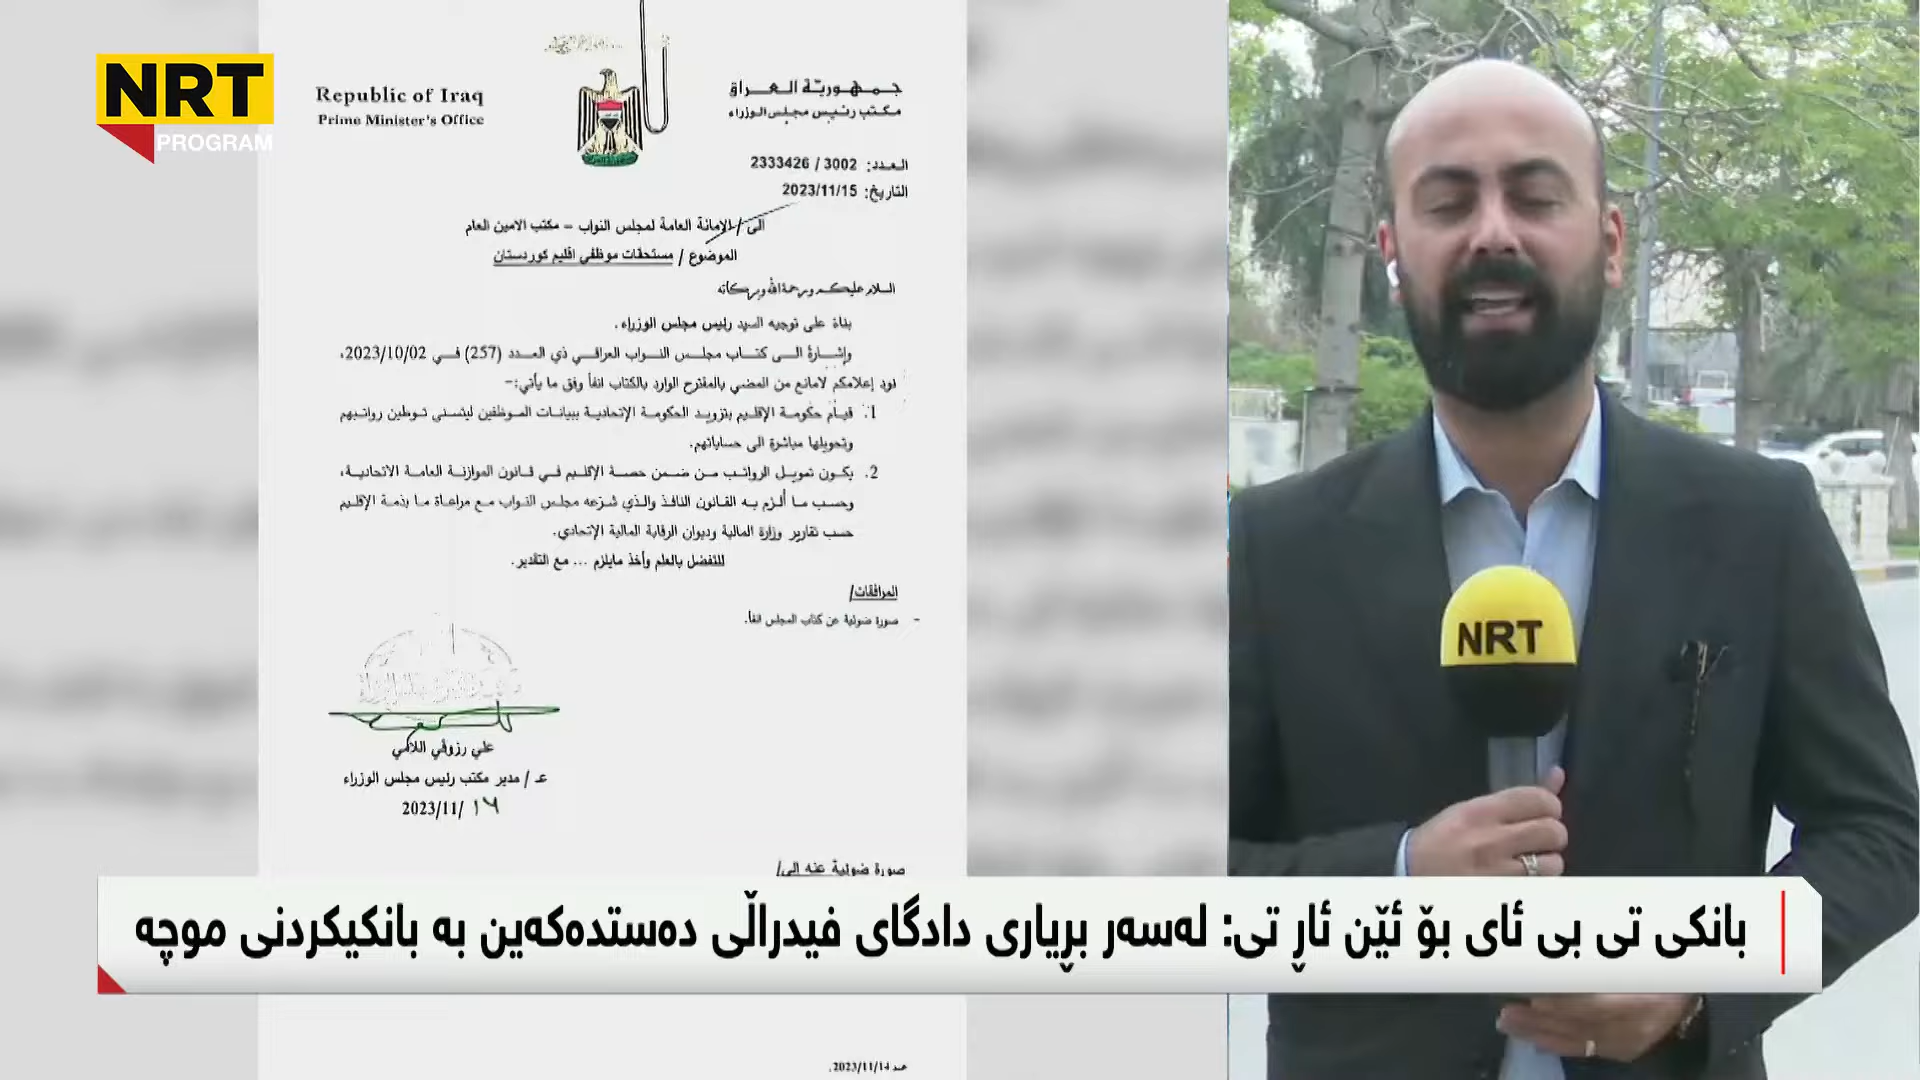 NRT
PROGRAM
Republic of Iraq
Prime Minister's Office
جمهوريّة العراق
مكتب رئيس مجلس الوزراء
العدد: 3002 / 2333426
التاريخ: 2023/11/15
الى / الامانة العامة لمجلس النواب – مكتب الامين العام
الموضوع / مستحقات موظفي اقليم كوردستان
السلام عليكم ورحمة الله وبركاته
بناءً على توجيه السيد رئيس مجلس الوزراء.
وإشارةً الى كتاب مجلس النواب العراقي ذي العدد (257) في 2023/10/02،
نود إعلامكم لامانع من المضي بالمقترح الوارد بالكتاب انفاً وفق ما يأتي:–
1. قيام حكومة الإقليم بتزويد الحكومة الإتحادية ببيانات الموظفين ليتسنى توطين رواتبهم
وتحويلها مباشرة الى حساباتهم.
2. يكون تمويل الرواتب من ضمن حصة الإقليم في قانون الموازنة العامة الاتحادية،
وحسب ما ألزم به القانون النافذ والذي شرّعه مجلس النواب مع مراعاة ما بذمة الإقليم
حسب تقارير وزارة المالية وديوان الرقابة المالية الإتحادي.
للتفضل بالعلم وأخذ مايلزم ... مع التقدير.
المرافقات/
- صورة ضوئية عن كتاب المجلس انفاً.
علي رزوقي اللامي
عـ / مدير مكتب رئيس مجلس الوزراء
2023/11/ ١٦
صورة ضوئية عنه إلى/
2023/11/14.
NRT
بانکی تی بی ئای بۆ ئێن ئاڕ تی: لەسەر بڕیاری دادگای فیدراڵی دەستدەکەین بە بانکیکردنی موچە